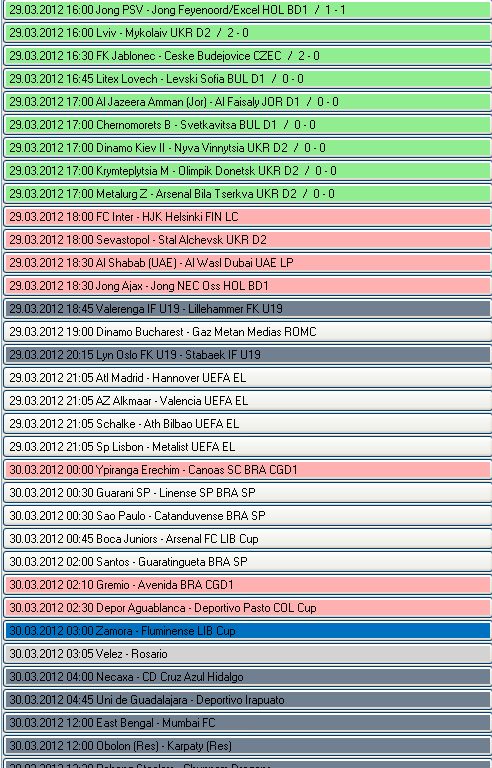 29.03.2012 16:00 Jong PSV - Jong Feyenoord/Excel HOL BD1 / 1 - 1
29.03.2012 16:00 Lviv - Mykolaiv UKR D2 / 2 - 0
29.03.2012 16:30 FK Jablonec - Ceske Budejovice CZEC / 2 - 0
29.03.2012 16:45 Litex Lovech - Levski Sofia BUL D1 / 0 - 0
29.03.2012 17:00 Al Jazeera Amman (Jor) - Al Faisaly JOR D1 / 0 - 0
29.03.2012 17:00 Chernomorets B - Svetkavitsa BUL D1 / 0 - 0
29.03.2012 17:00 Dinamo Kiev II - Nyva Vinnytsia UKR D2 / 0 - 0
29.03.2012 17:00 Krymteplytsia M - Olimpik Donetsk UKR D2 / 0 - 0
29.03.2012 17:00 Metalurg Z - Arsenal Bila Tserkva UKR D2 / 0 - 0
29.03.2012 18:00 FC Inter - HJK Helsinki FIN LC
29.03.2012 18:00 Sevastopol - Stal Alchevsk UKR D2
29.03.2012 18:30 Al Shabab (UAE) - Al Wasl Dubai UAE LP
29.03.2012 18:30 Jong Ajax - Jong NEC Oss HOL BD1
29.03.2012 18:45 Valerenga IF U19 - Lillehammer FK U19
29.03.2012 19:00 Dinamo Bucharest - Gaz Metan Medias ROMC
29.03.2012 20:15 Lyn Oslo FK U19 - Stabaek IF U19
29.03.2012 21:05 Atl Madrid - Hannover UEFA EL
29.03.2012 21:05 AZ Alkmaar - Valencia UEFA EL
29.03.2012 21:05 Schalke - Ath Bilbao UEFA EL
29.03.2012 21:05 Sp Lisbon - Metalist UEFA EL
30.03.2012 00:00 Ypiranga Erechim - Canoas SC BRA CGD1
30.03.2012 00:30 Guarani SP - Linense SP BRA SP
30.03.2012 00:30 Sao Paulo - Catanduvense BRA SP
30.03.2012 00:45 Boca Juniors - Arsenal FC LIB Cup
30.03.2012 02:00 Santos - Guaratingueta BRA SP
30.03.2012 02:10 Gremio - Avenida BRA CGD1
30.03.2012 02:30 Depor Aguablanca - Deportivo Pasto COL Cup
30.03.2012 03:00 Zamora - Fluminense LIB Cup
30.03.2012 03:05 Velez - Rosario
30.03.2012 04:00 Necaxa - CD Cruz Azul Hidalgo
30.03.2012 04:45 Uni de Guadalajara - Deportivo Irapuato
30.03.2012 12:00 East Bengal - Mumbai FC
30.03.2012 12:00 Obolon (Res) - Karpaty (Res)